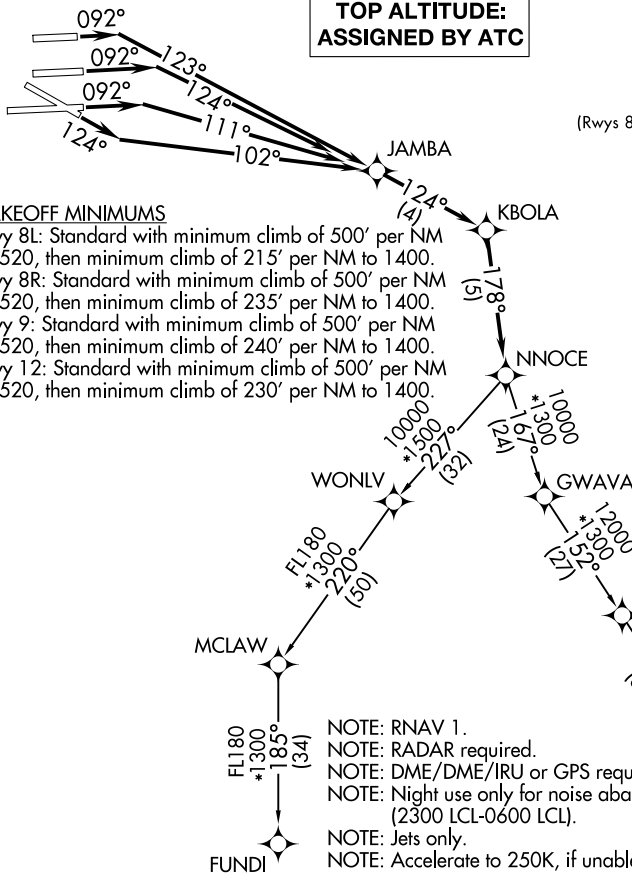 TOP ALTITUDE:
ASSIGNED BY ATC
092°
092°
092°
124°
123°
124°
111°
102°
(Rwys 8
JAMBA
124°
(4)
KBOLA
178°
(5)
NNOCE
KEOFF MINIMUMS
y 8L: Standard with minimum climb of 500' per NM
520, then minimum climb of 215' per NM to 1400.
y 8R: Standard with minimum climb of 500' per NM
520, then minimum climb of 235' per NM to 1400.
y 9: Standard with minimum climb of 500' per NM
520, then minimum climb of 240' per NM to 1400.
y 12: Standard with minimum climb of 500' per NM
520, then minimum climb of 230' per NM to 1400.
10000
*1500
227°
(32)
10000
*1300
167°
(24)
WONLV
GWAVA
FL180
*1300
220°
(50)
12000
*1300
152°
(27)
MCLAW
FL180
*1300
185°
(34)
FUNDI
NOTE: RNAV 1.
NOTE: RADAR required.
NOTE: DME/DME/IRU or GPS requ
NOTE: Night use only for noise aba
(2300 LCL-0600 LCL).
NOTE: Jets only.
NOTE: Accelerate to 250K, if unable